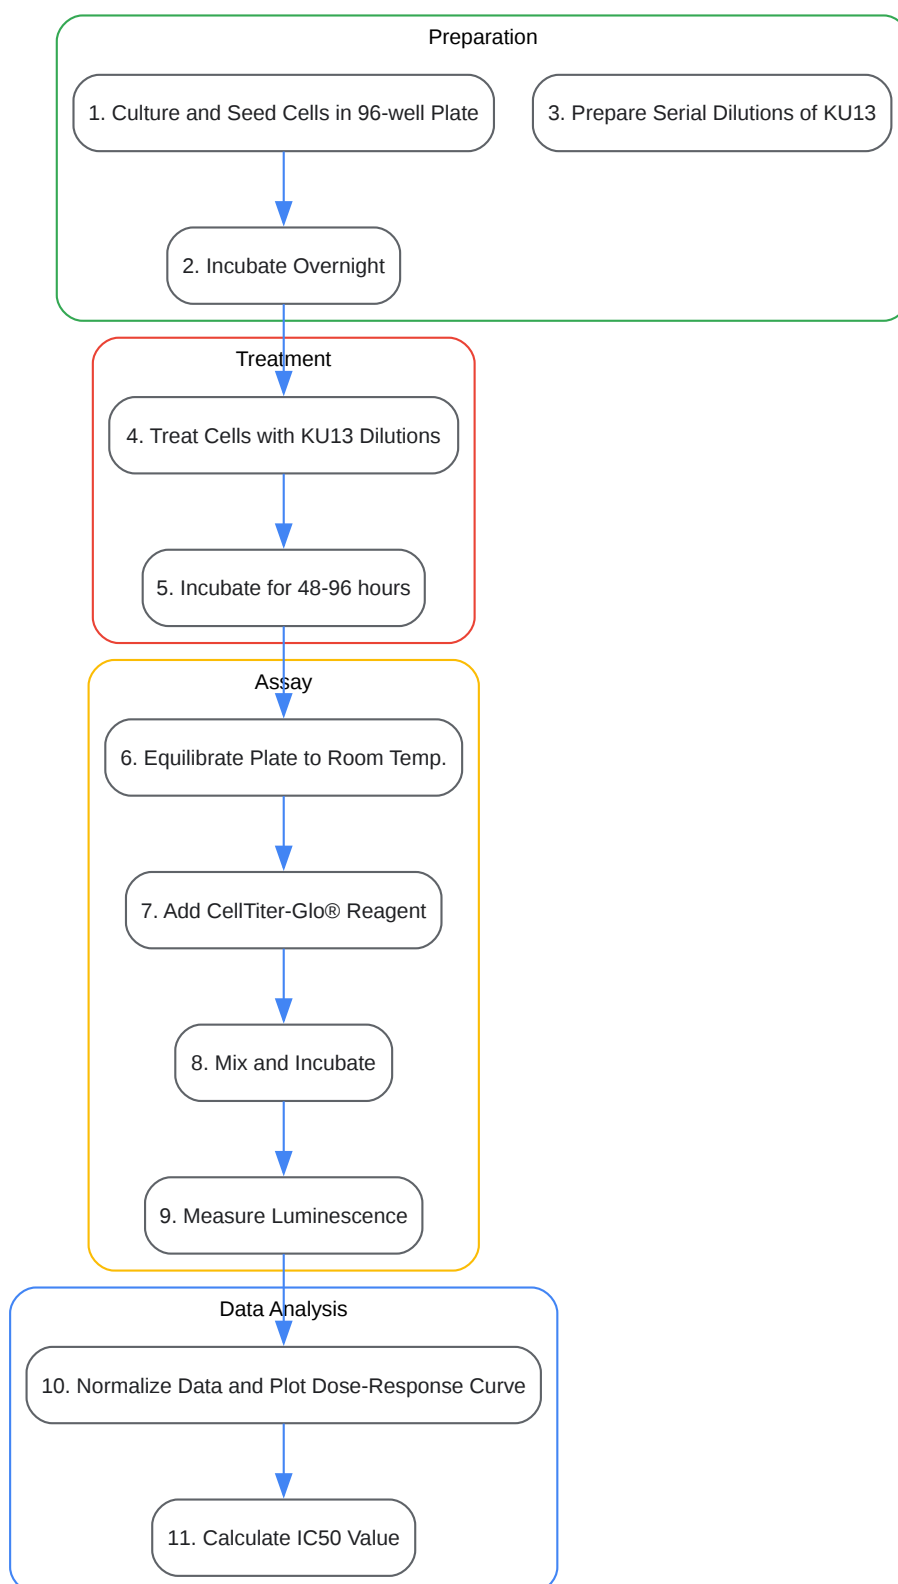 Preparation
1. Culture and Seed Cells in 96-well Plate
3. Prepare Serial Dilutions of KU13
2. Incubate Overnight
Treatment
4. Treat Cells with KU13 Dilutions
5. Incubate for 48-96 hours
Assay
6. Equilibrate Plate to Room Temp.
7. Add CellTiter-Glo® Reagent
8. Mix and Incubate
9. Measure Luminescence
Data Analysis
10. Normalize Data and Plot Dose-Response Curve
11. Calculate IC50 Value